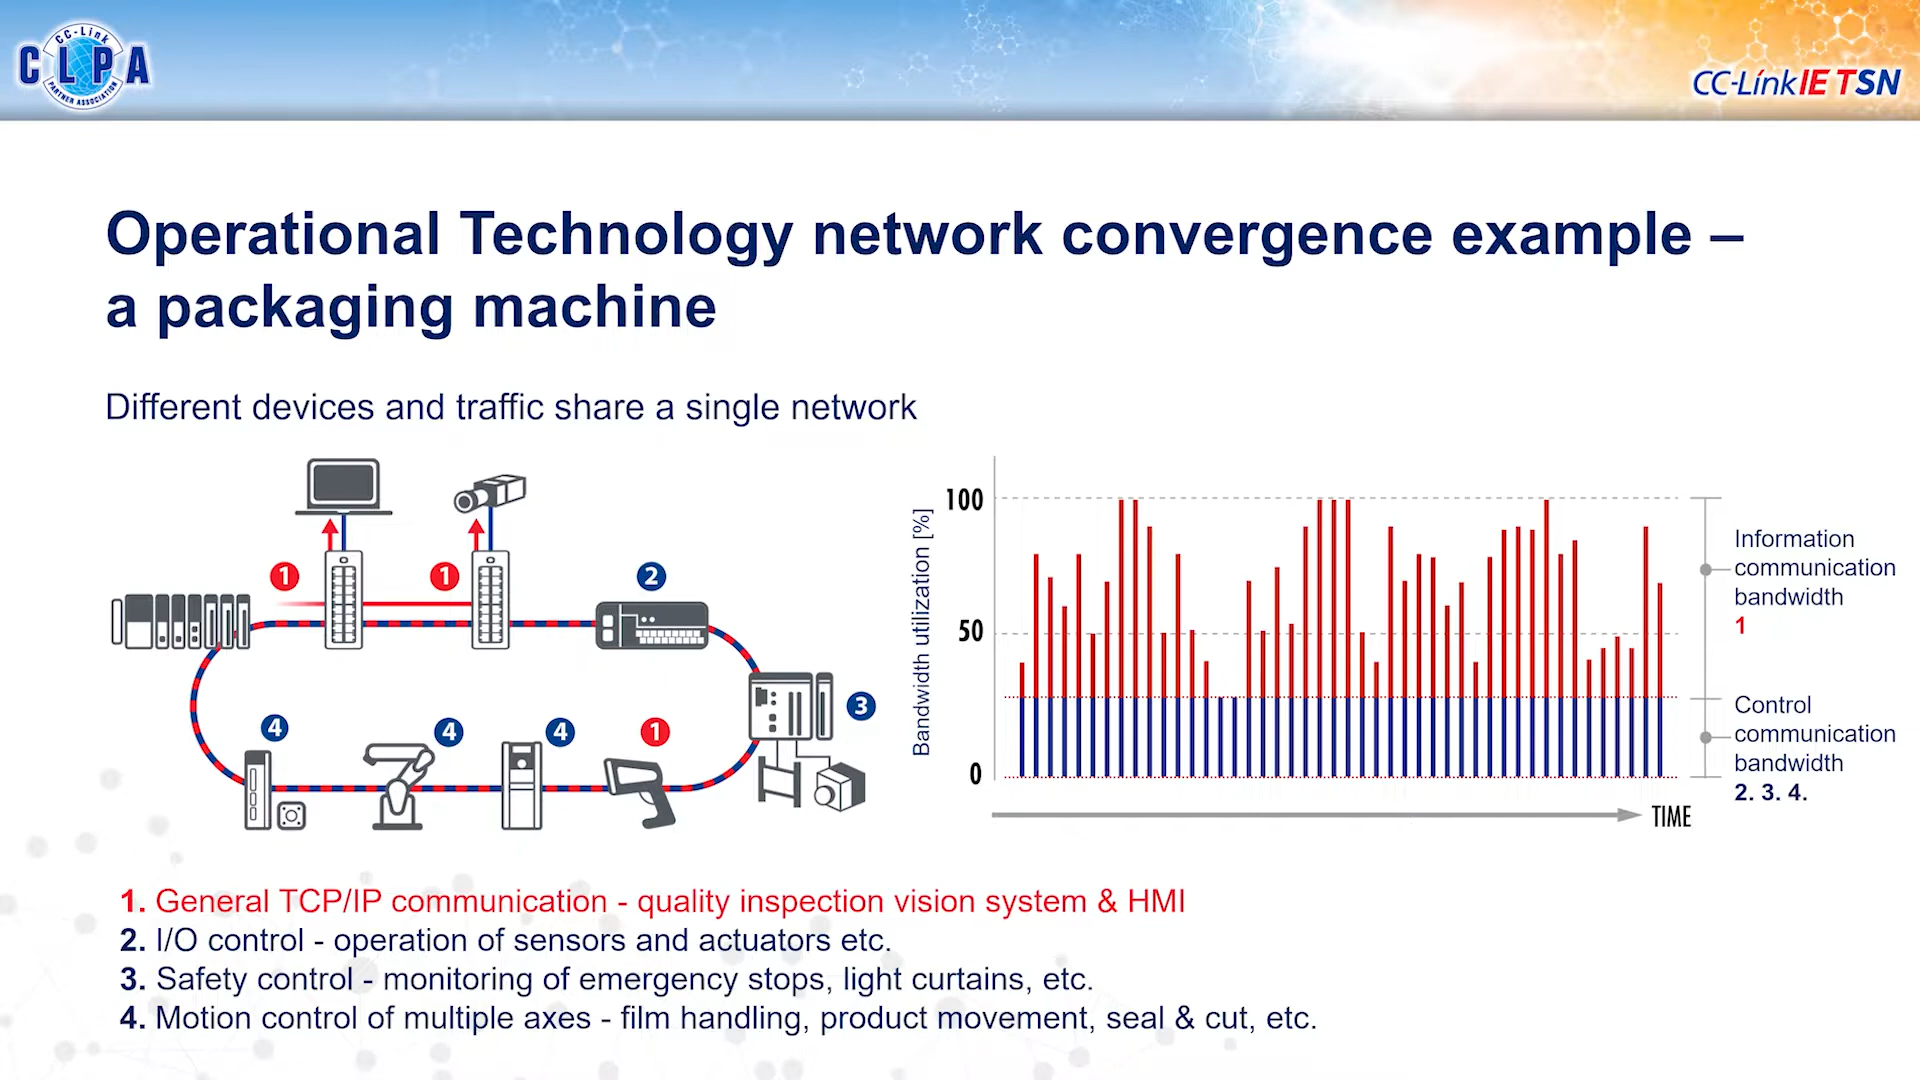 CC-Link
CLPA
PARTNER ASSOCIATION
CC-Link IE TSN
Operational Technology network convergence example –
a packaging machine
Different devices and traffic share a single network
1
1
2
3
4
4
4
1
Bandwidth utilization [%]
100
50
0
TIME
Information
communication
bandwidth
1
Control
communication
bandwidth
2. 3. 4.
1. General TCP/IP communication - quality inspection vision system & HMI
2. I/O control - operation of sensors and actuators etc.
3. Safety control - monitoring of emergency stops, light curtains, etc.
4. Motion control of multiple axes - film handling, product movement, seal & cut, etc.